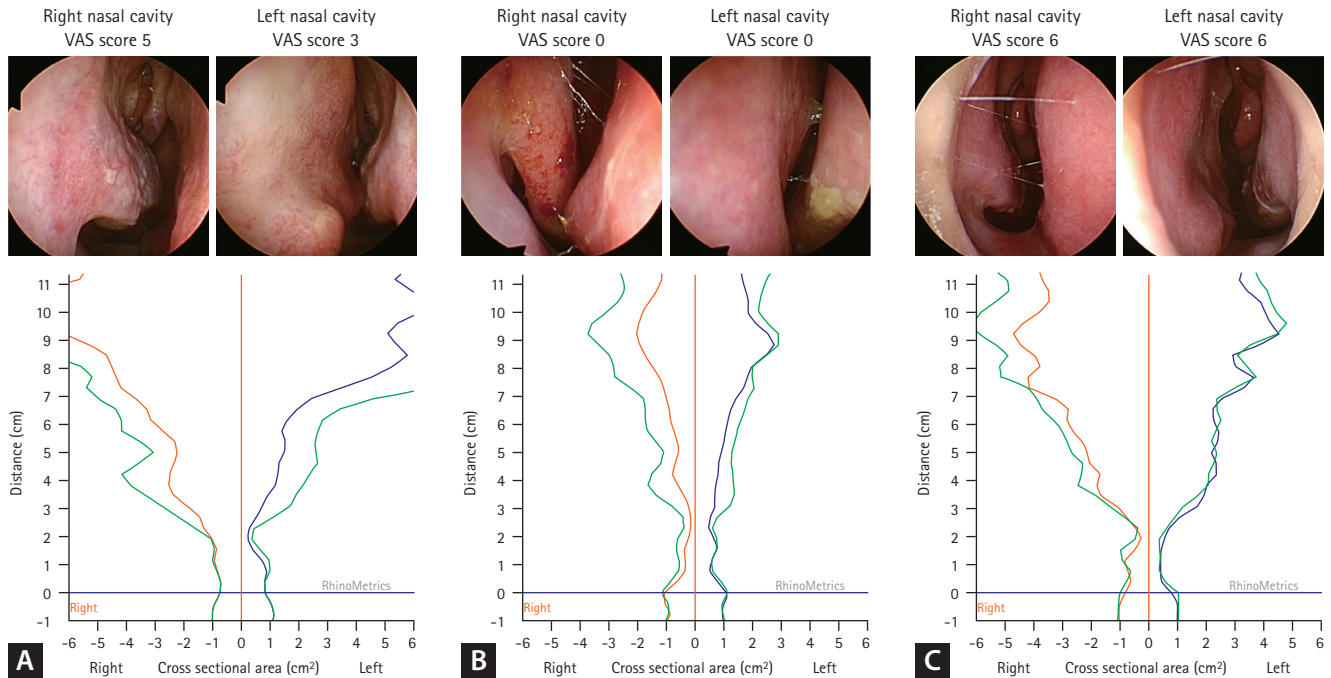 Right nasal cavity
VAS score 5
Left nasal cavity
VAS score 3
Right nasal cavity
VAS score 0
Left nasal cavity
VAS score 0
Right nasal cavity
VAS score 6
Left nasal cavity
VAS score 6
Distance (cm)
11
10
9
8
7
6
5
4
3
2
1
0
-1
RhinoMetrics
Right
-6 -5 -4 -3 -2 -1 0 1 2 3 4 5 6
Right Cross sectional area (cm²) Left
A
Distance (cm)
11
10
9
8
7
6
5
4
3
2
1
0
-1
RhinoMetrics
Right
-6 -5 -4 -3 -2 -1 0 1 2 3 4 5 6
Right Cross sectional area (cm²) Left
B
Distance (cm)
11
10
9
8
7
6
5
4
3
2
1
0
-1
RhinoMetrics
Right
-6 -5 -4 -3 -2 -1 0 1 2 3 4 5 6
Right Cross sectional area (cm²) Left
C